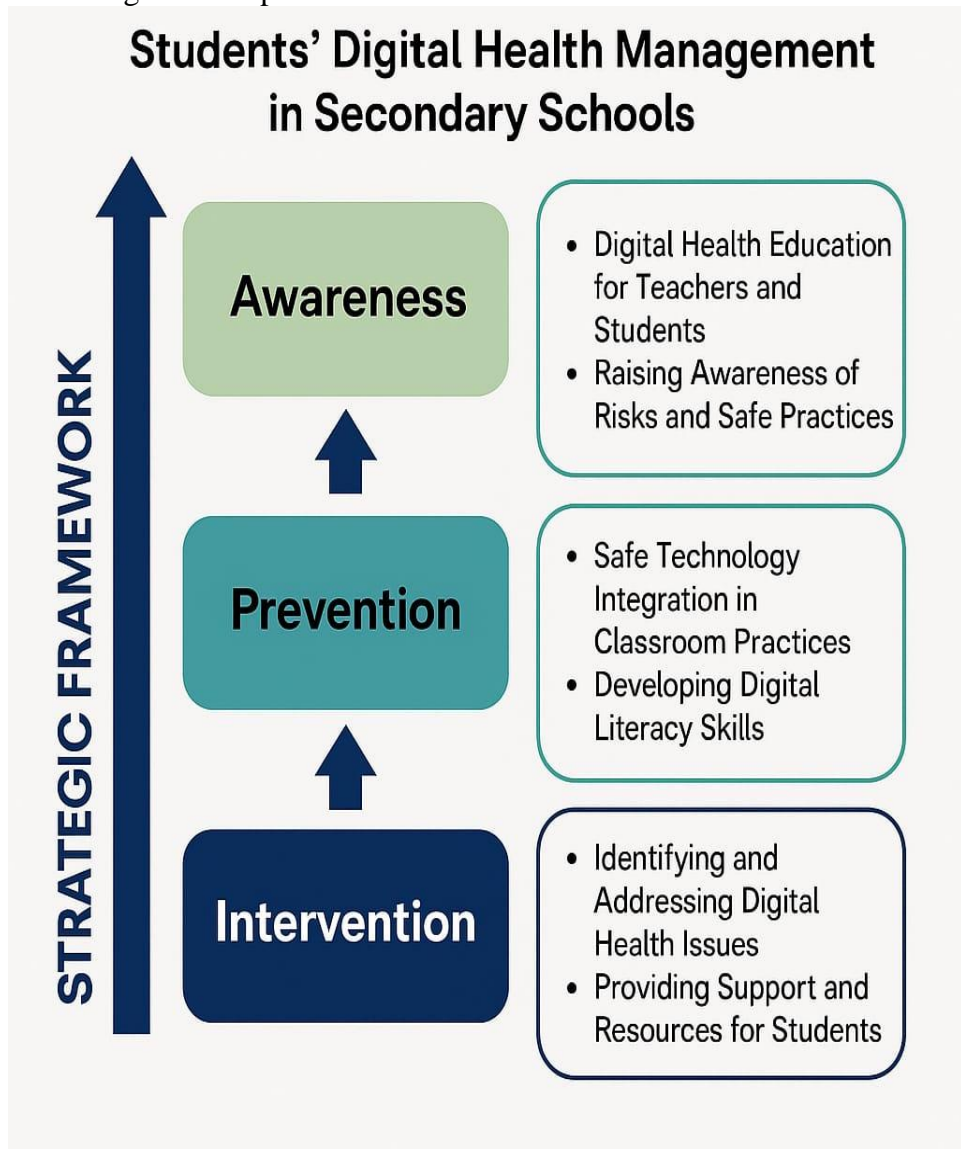 Students’ Digital Health Management
in Secondary Schools
STRATEGIC FRAMEWORK
Awareness
• Digital Health Education
for Teachers and
Students
• Raising Awareness of
Risks and Safe Practices
Prevention
• Safe Technology
Integration in
Classroom Practices
• Developing Digital
Literacy Skills
Intervention
• Identifying and
Addressing Digital
Health Issues
• Providing Support and
Resources for Students